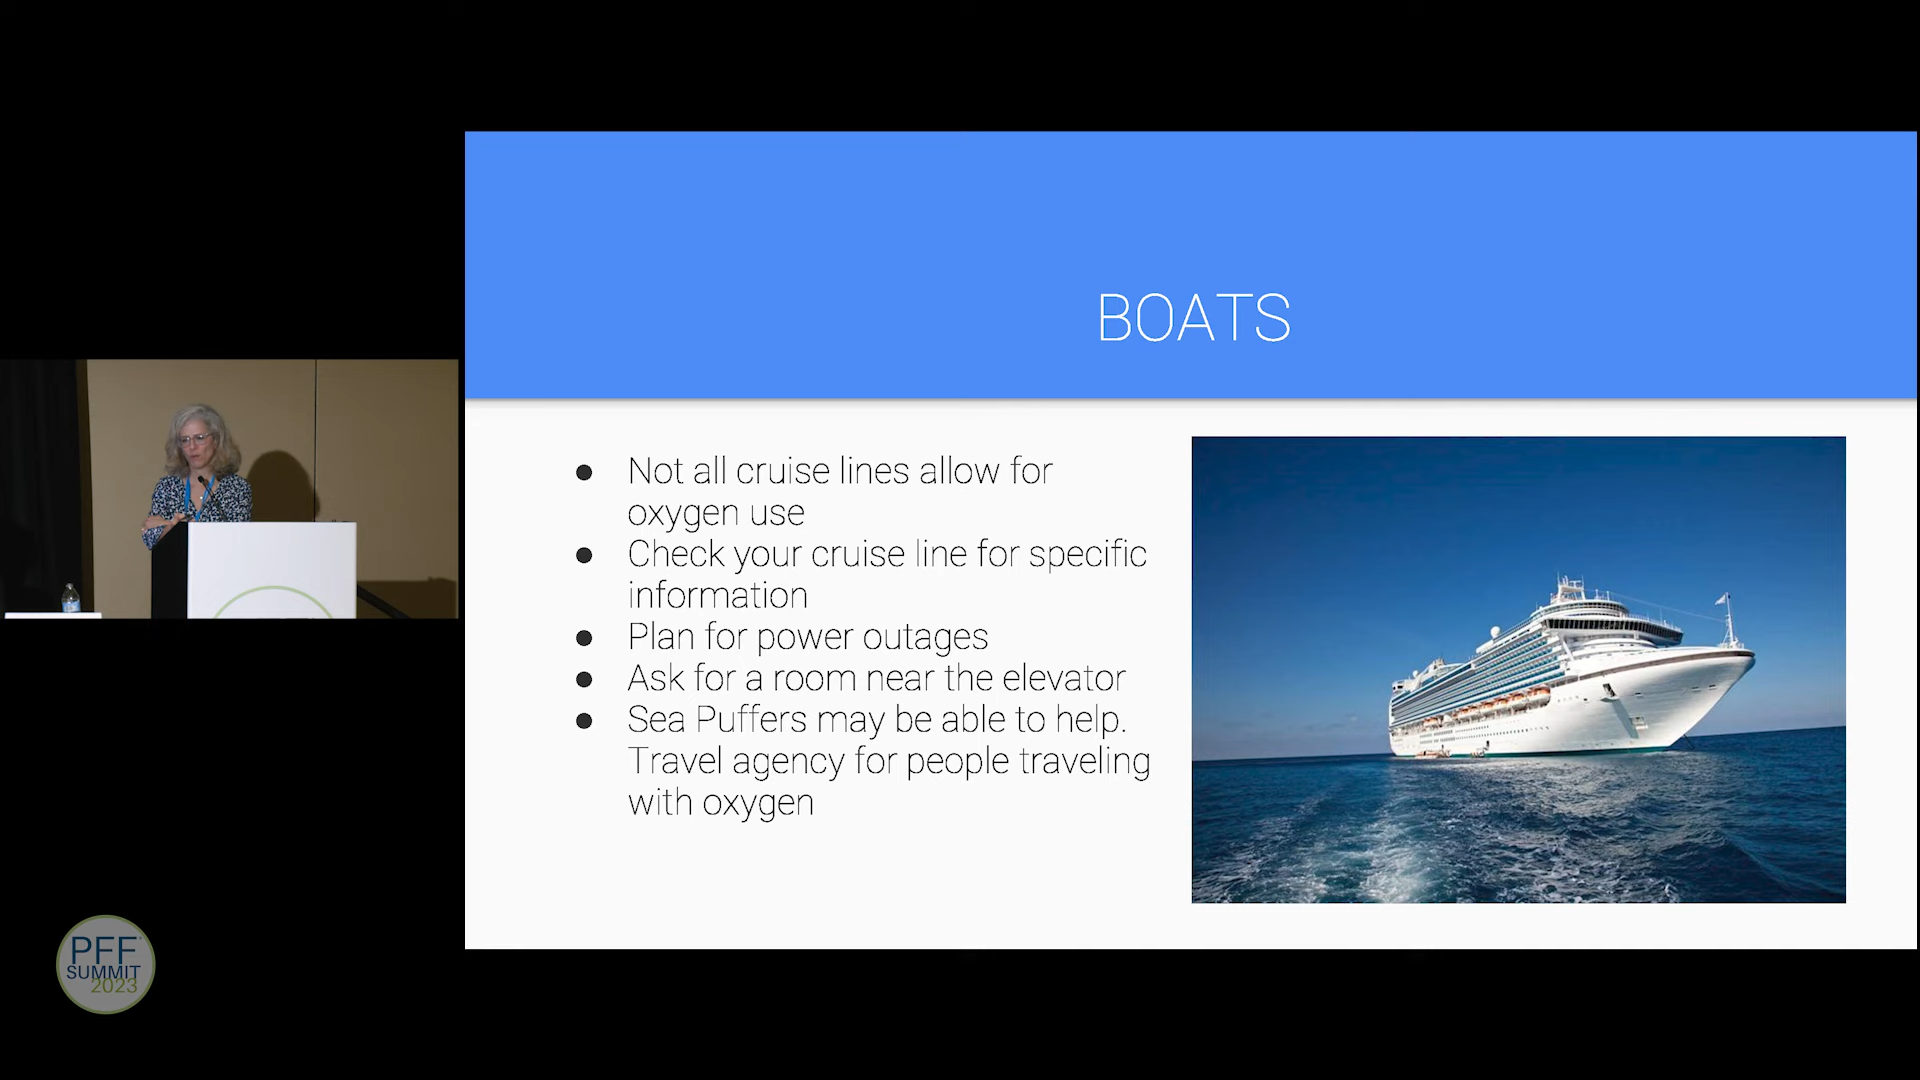 BOATS
● Not all cruise lines allow for
oxygen use
● Check your cruise line for specific
information
● Plan for power outages
● Ask for a room near the elevator
● Sea Puffers may be able to help.
Travel agency for people traveling
with oxygen
PFF
SUMMIT
2023